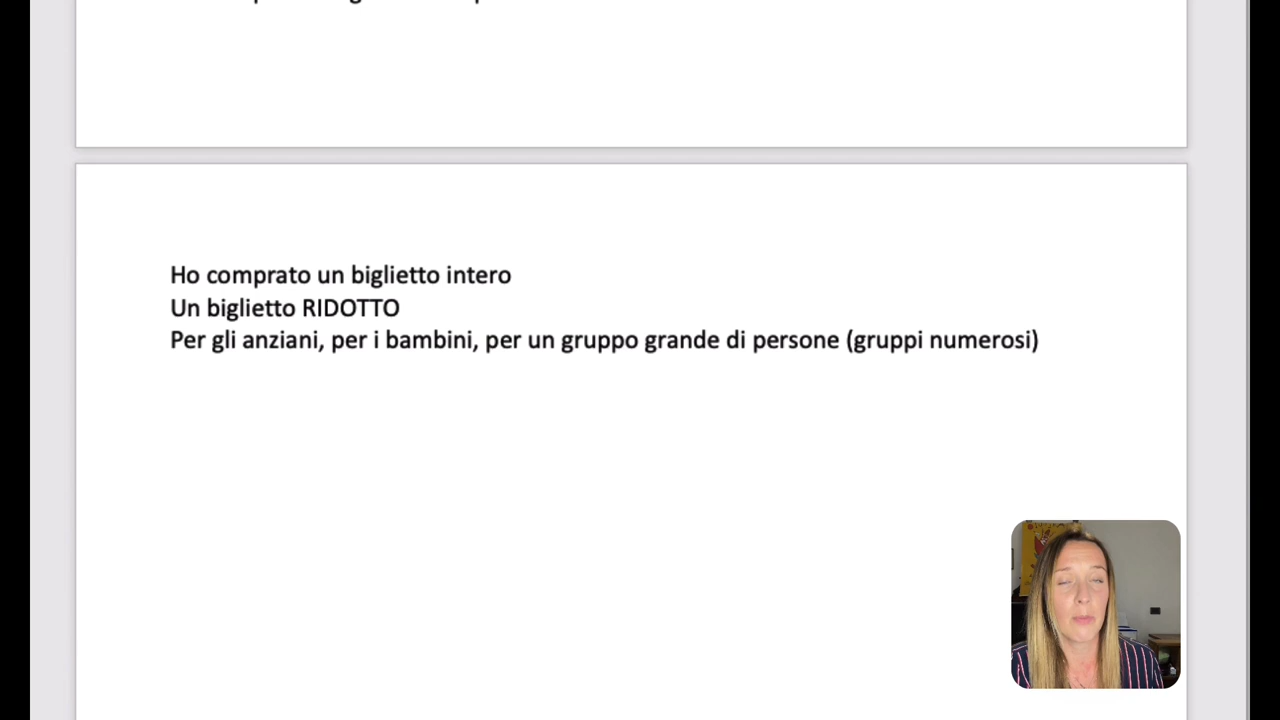 Ho comprato un biglietto intero
Un biglietto RIDOTTO
Per gli anziani, per i bambini, per un gruppo grande di persone (gruppi numerosi)